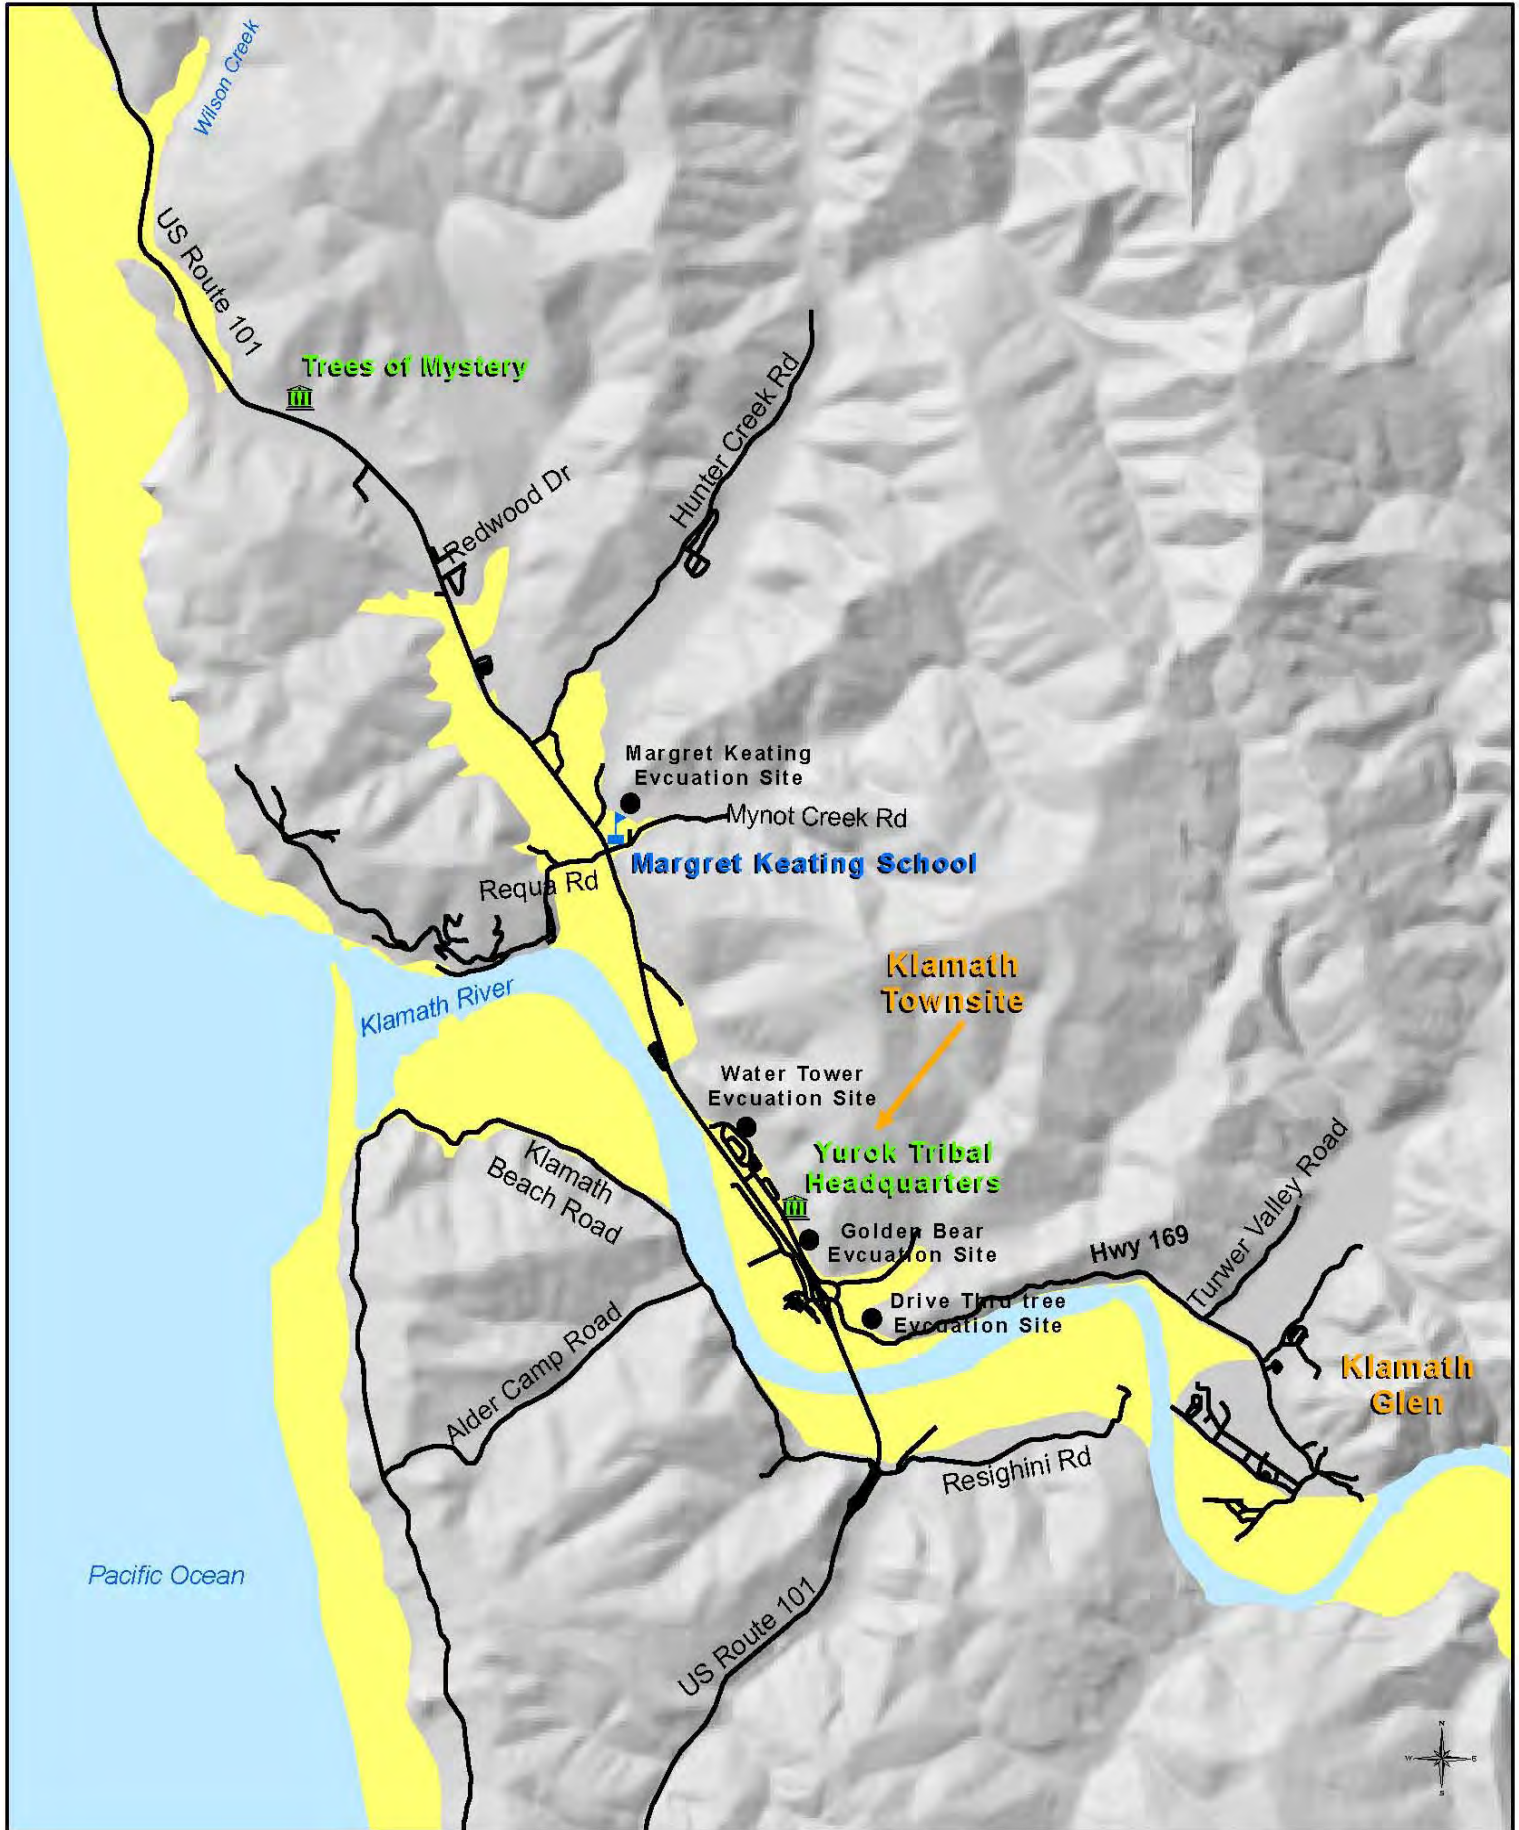 Wilson Creek
US Route 101
Trees of Mystery
Hunter Creek Rd
Redwood Dr
Margret Keating
Evcuation Site
Mynot Creek Rd
Margret Keating School
Requa Rd
Klamath
Townsite
Klamath River
Water Tower
Evcuation Site
Yurok Tribal
Headquarters
Klamath
Beach Road
Golden Bear
Evcuation Site
Hwy 169
Turwer Valley Road
Drive Thru tree
Evcuation Site
Alder Camp Road
Klamath
Glen
Resighini Rd
Pacific Ocean
US Route 101
N
W
E
S